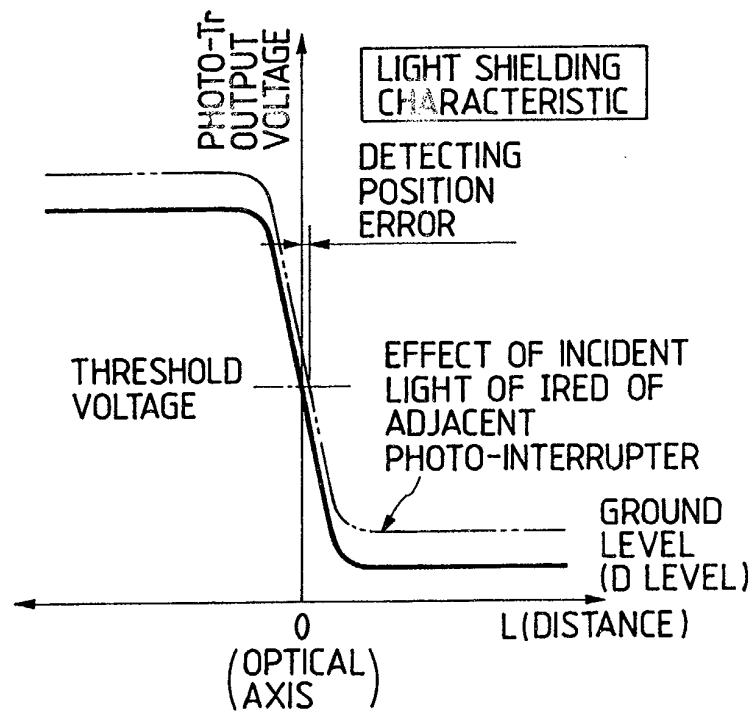 PHOTO-Tr
OUTPUT
VOLTAGE
LIGHT SHIELDING
CHARACTERISTIC
DETECTING
POSITION
ERROR
THRESHOLD
VOLTAGE
EFFECT OF INCIDENT
LIGHT OF IRED OF
ADJACENT
PHOTO-INTERRUPTER
GROUND
LEVEL
(D LEVEL)
0
L(DISTANCE)
(OPTICAL
AXIS)